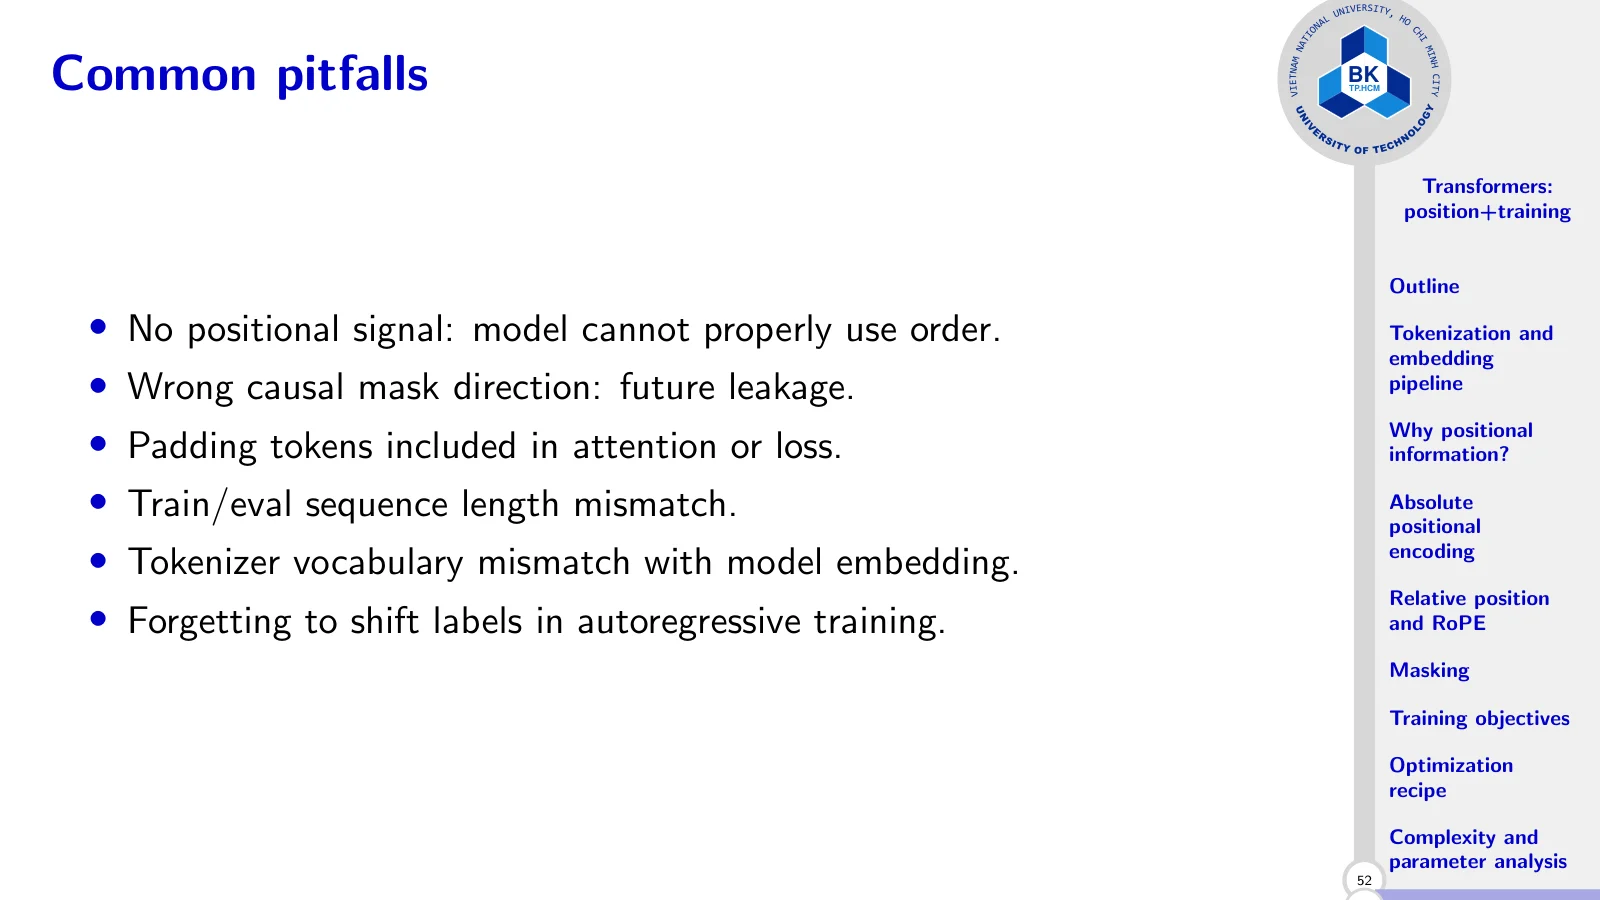 Common pitfalls
• No positional signal: model cannot properly use order.
• Wrong causal mask direction: future leakage.
• Padding tokens included in attention or loss.
• Train/eval sequence length mismatch.
• Tokenizer vocabulary mismatch with model embedding.
• Forgetting to shift labels in autoregressive training.
VIETNAM NATIONAL UNIVERSITY, HO CHI MINH CITY
BK
TP.HCM
UNIVERSITY OF TECHNOLOGY
Transformers:
position+training
Outline
Tokenization and
embedding
pipeline
Why positional
information?
Absolute
positional
encoding
Relative position
and RoPE
Masking
Training objectives
Optimization
recipe
Complexity and
parameter analysis
52